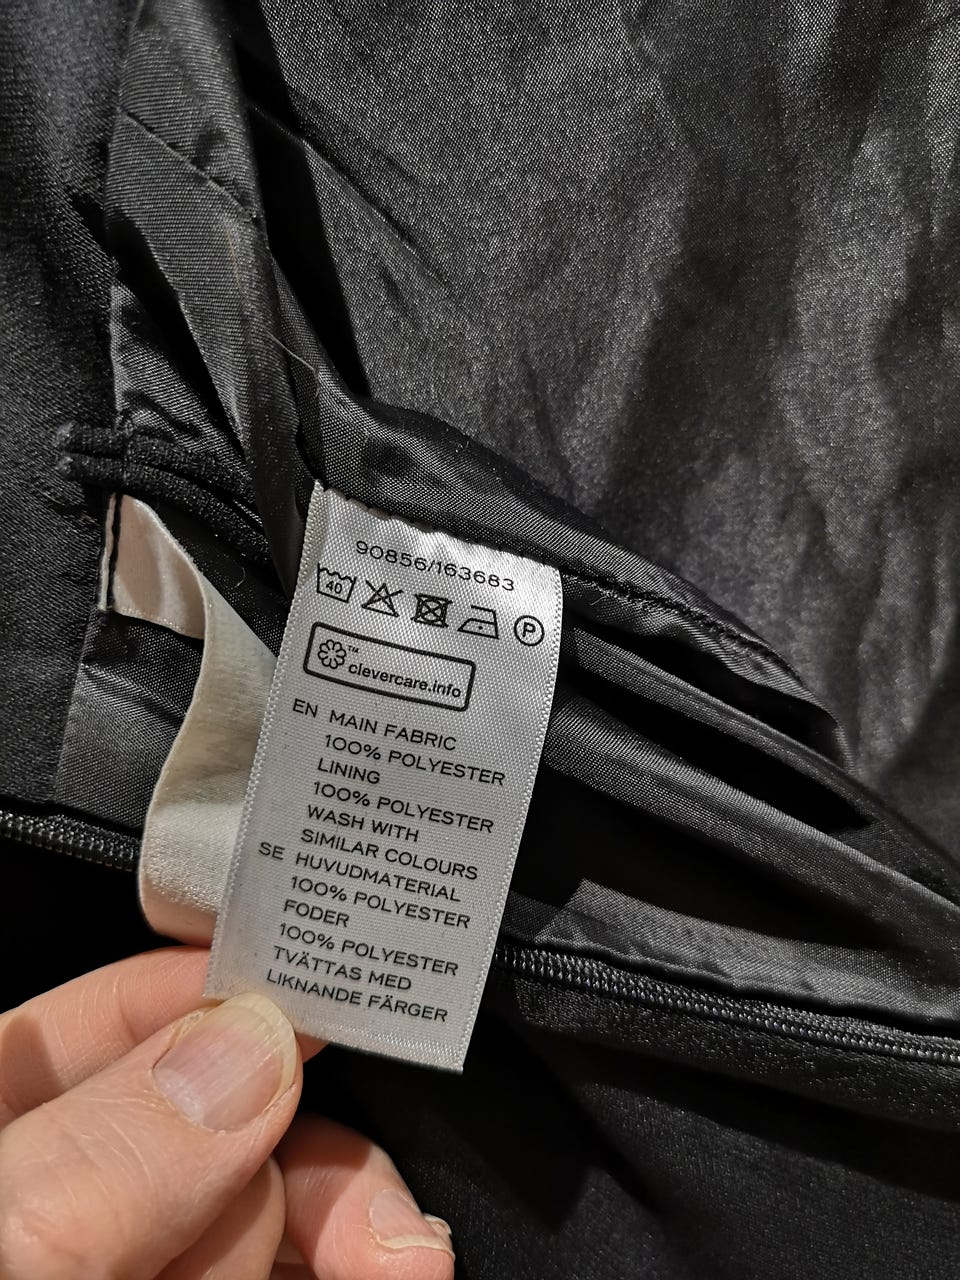 90856/163683
40
P
™
clevercare.info
EN MAIN FABRIC
100% POLYESTER
LINING
100% POLYESTER
WASH WITH
SIMILAR COLOURS
SE HUVUDMATERIAL
100% POLYESTER
FODER
100% POLYESTER
TVÄTTAS MED
LIKNANDE FÄRGER